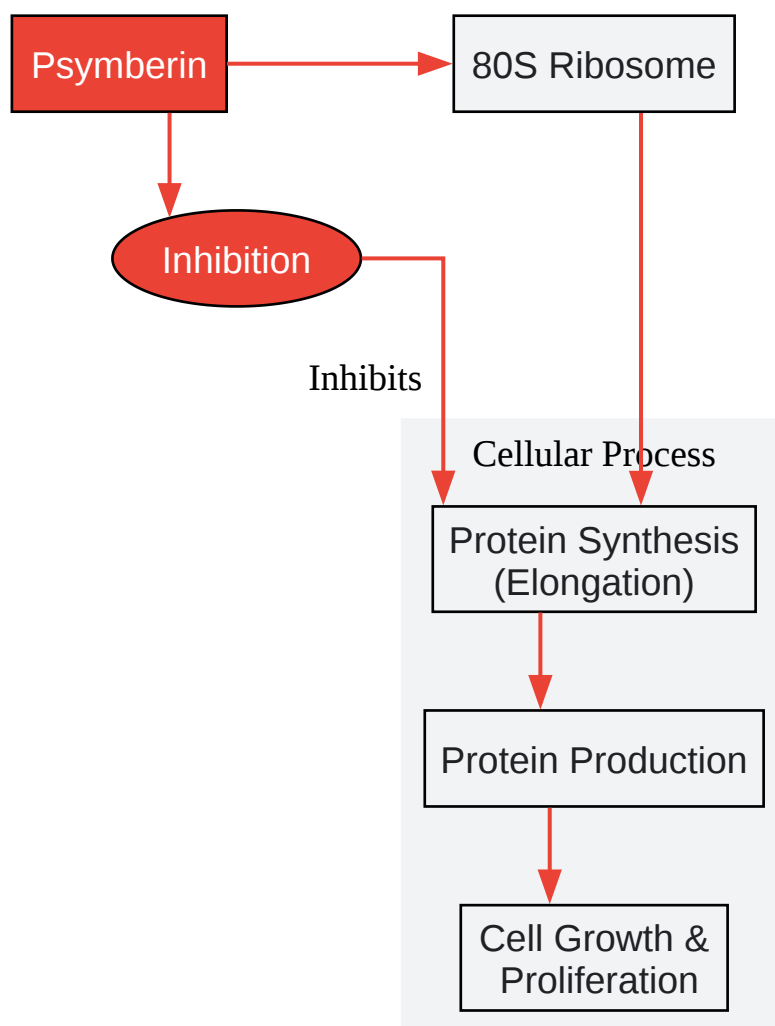 Psymberin
80S Ribosome
Inhibition
Inhibits
Cellular Process
Protein Synthesis
(Elongation)
Protein Production
Cell Growth &
Proliferation